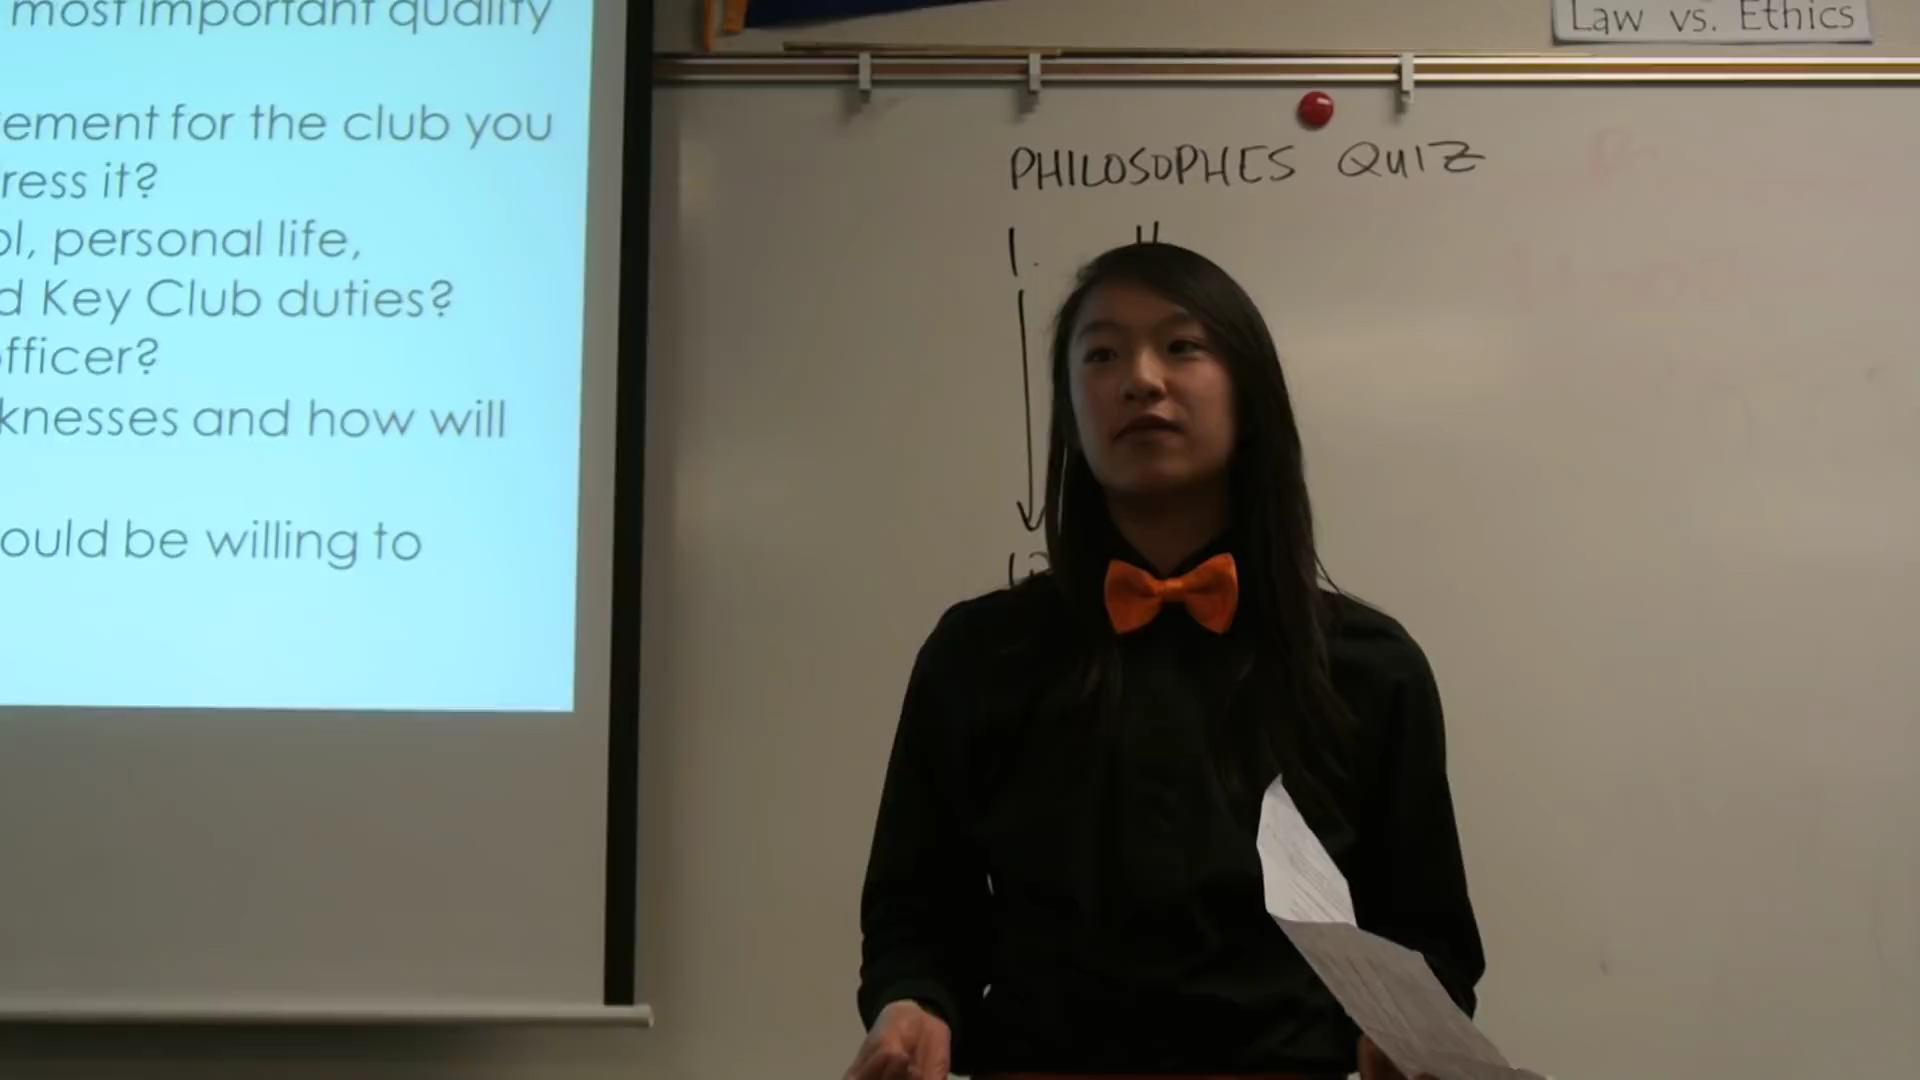 most important quality
ement for the club you
ress it?
ol, personal life,
d Key Club duties?
fficer?
knesses and how will
ould be willing to
Law vs. Ethics
PHILOSOPHES QUIZ
1.